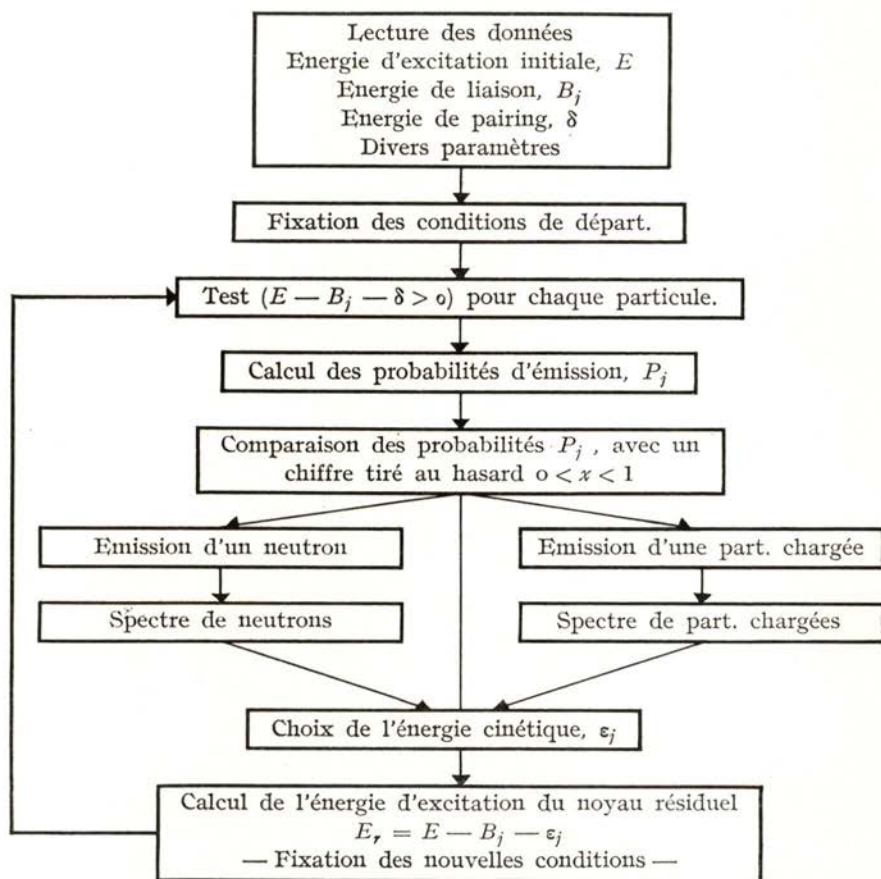 Lecture des données
Energie d'excitation initiale, E
Energie de liaison, B_j
Energie de pairing, δ
Divers paramètres
Fixation des conditions de départ.
Test (E — B_j — δ > o) pour chaque particule.
Calcul des probabilités d'émission, P_j
Comparaison des probabilités P_j , avec un
chiffre tiré au hasard o < x < 1
Emission d'un neutron
Emission d'une part. chargée
Spectre de neutrons
Spectre de part. chargées
Choix de l'énergie cinétique, ε_j
Calcul de l'énergie d'excitation du noyau résiduel
E_r = E — B_j — ε_j
— Fixation des nouvelles conditions —